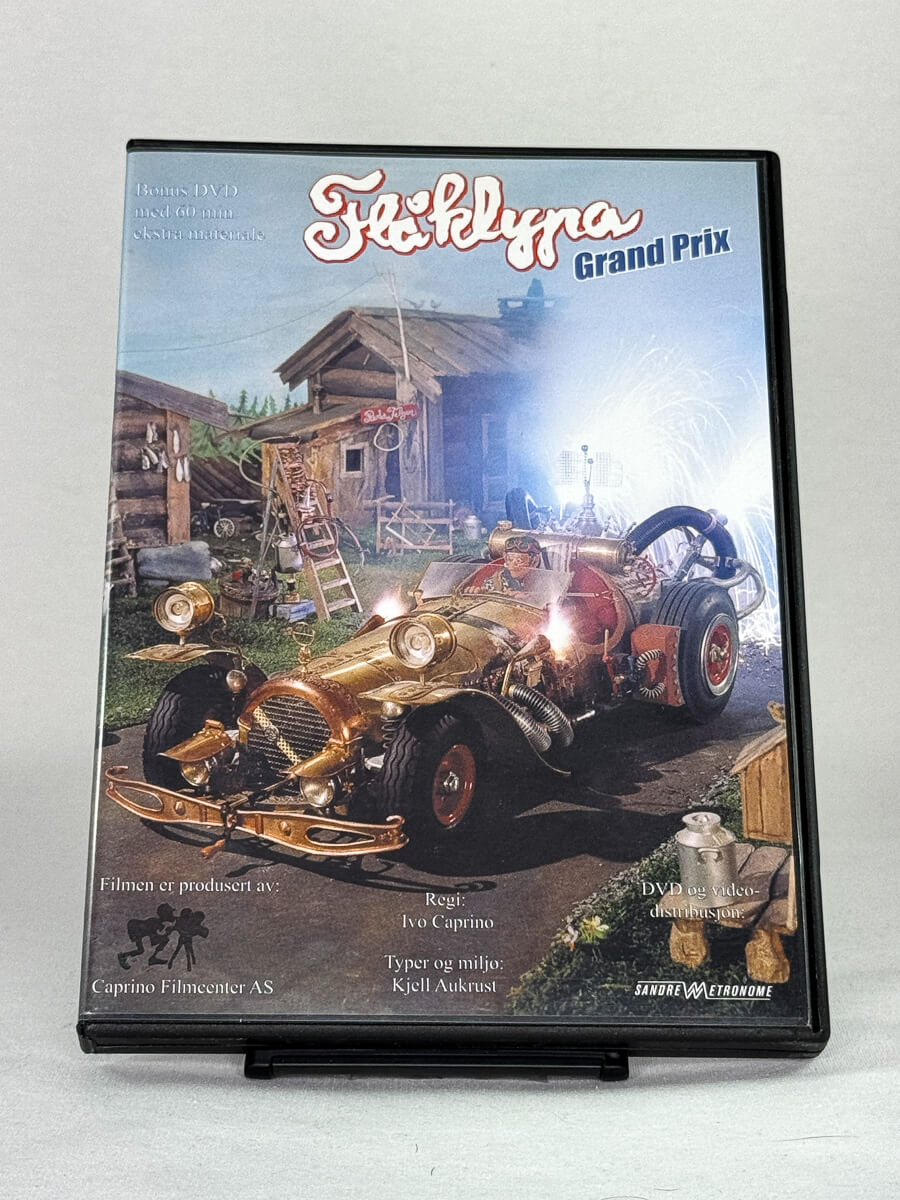 Bonus DVD
med 60 min
ekstra materiale
Flåklypa
Grand Prix
Filmen er produsert av:
Caprino Filmcenter AS
Regi:
Ivo Caprino
Typer og miljø:
Kjell Aukrust
DVD og video-
distribusjon:
SANDREW METRONOME